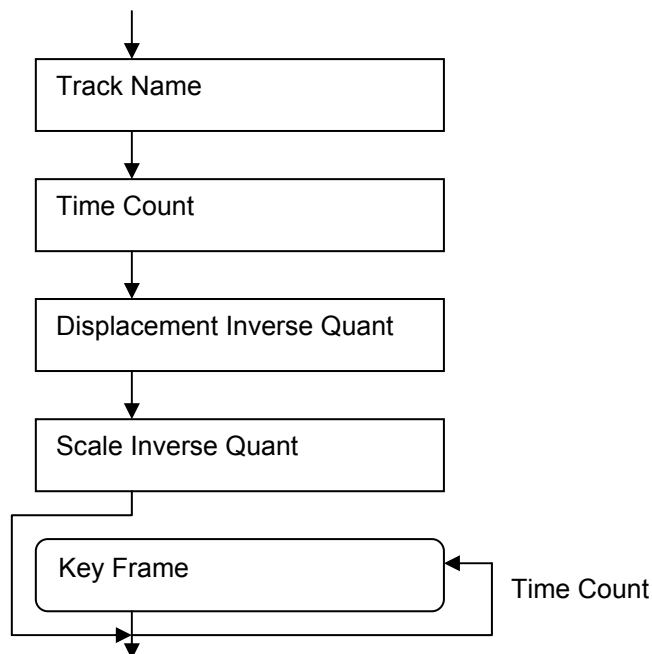 Track Name
Time Count
Displacement Inverse Quant
Scale Inverse Quant
Key Frame
Time Count